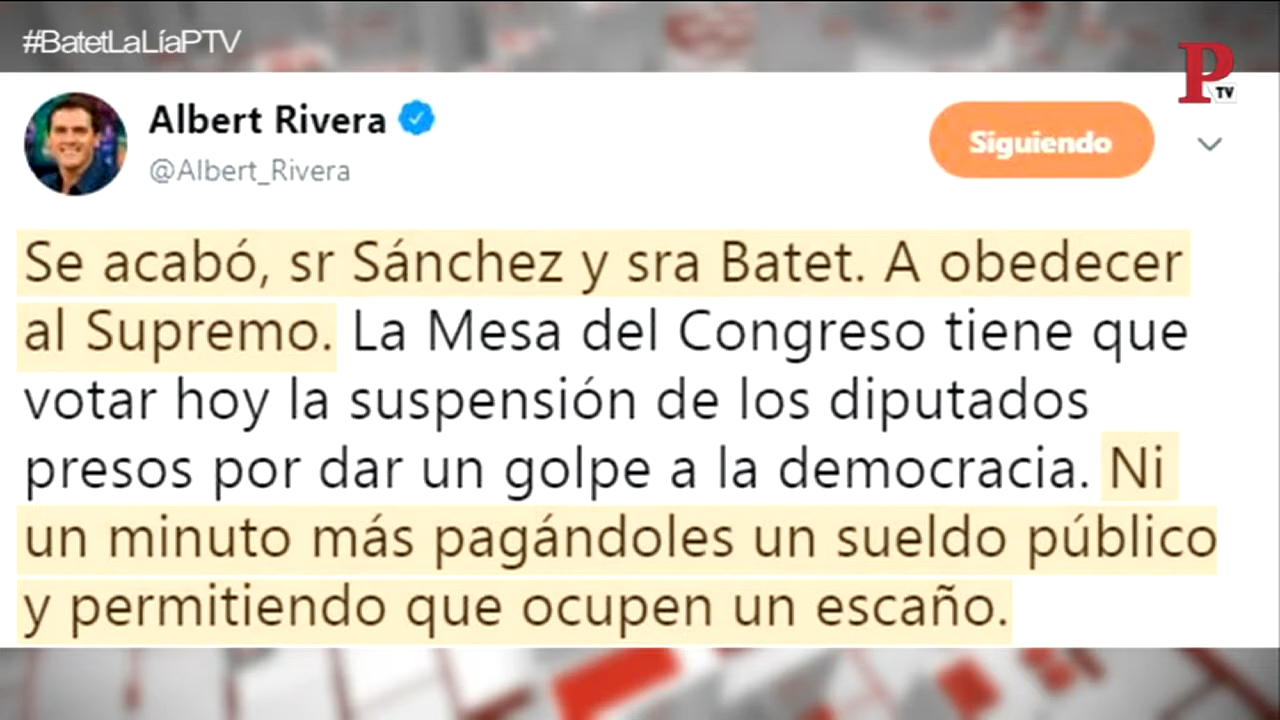 #BatetLaLíaPTV
P TV
Albert Rivera
@Albert_Rivera
Siguiendo
Se acabó, sr Sánchez y sra Batet. A obedecer
al Supremo. La Mesa del Congreso tiene que
votar hoy la suspensión de los diputados
presos por dar un golpe a la democracia. Ni
un minuto más pagándoles un sueldo público
y permitiendo que ocupen un escaño.